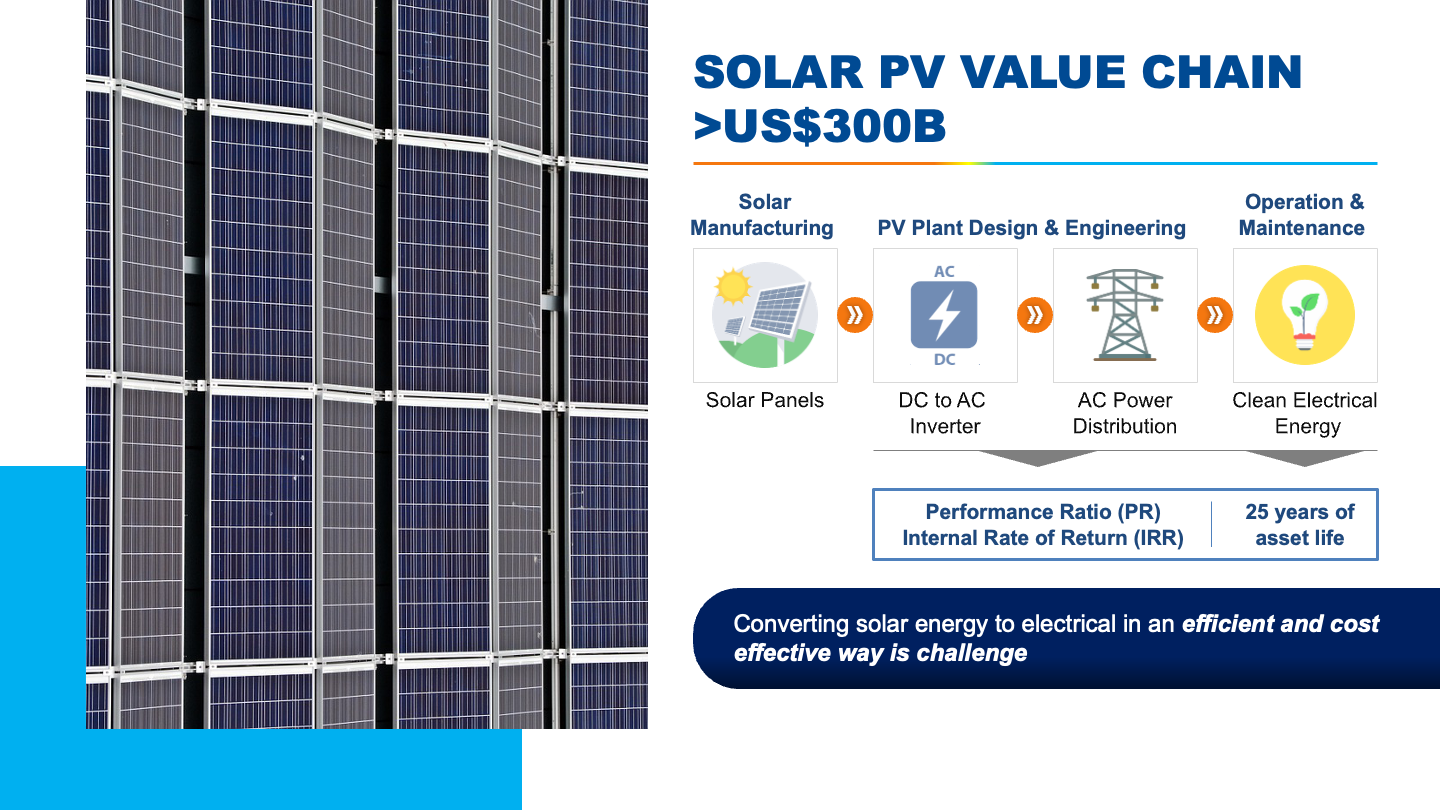 SOLAR PV VALUE CHAIN
>US$300B
Solar
Manufacturing
PV Plant Design & Engineering
Operation &
Maintenance
AC
DC
Solar Panels
DC to AC
Inverter
AC Power
Distribution
Clean Electrical
Energy
Performance Ratio (PR)
Internal Rate of Return (IRR)
25 years of
asset life
Converting solar energy to electrical in an efficient and cost
effective way is challenge